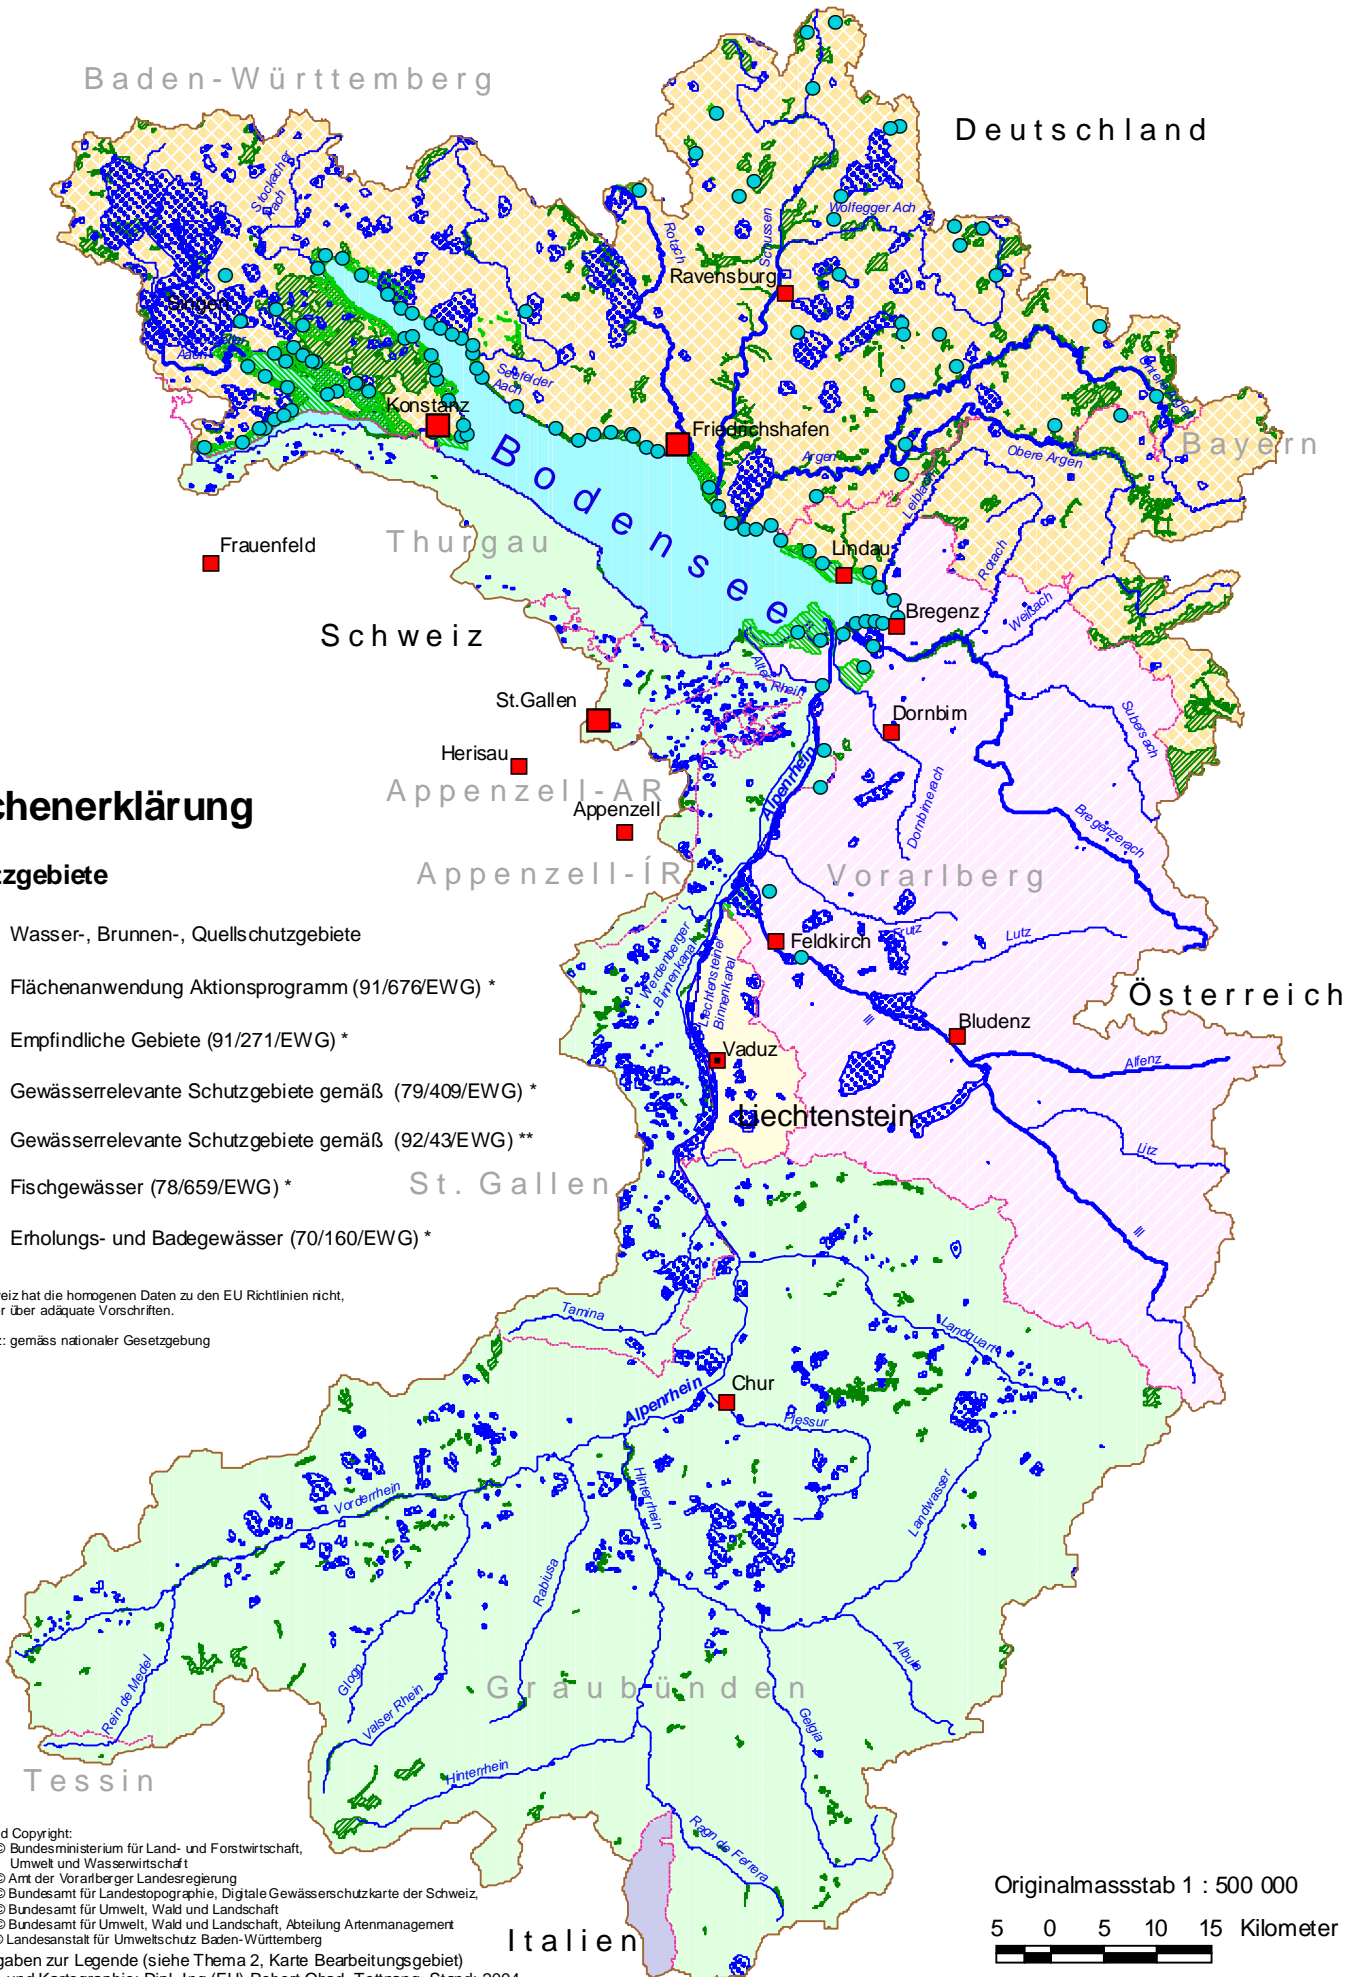 Baden-Württemberg
Deutschland
Stockacher
Aach
Wolfegger Ach
Rotach
Schussen
Ravensburg
Singen
Aach
Seefelder
Aach
Konstanz
Friedrichshafen
Untere Argen
Bayern
Argen
Obere Argen
Bodensee
Leiblach
Thurgau
Frauenfeld
Lindau
Rotach
Bregenz
Weißach
Schweiz
Alter Rhein
St.Gallen
Dornbirn
Subersach
Herisau
Appenzell-AR
Alpenrhein
Dornbirnerach
Bregenzerach
chenerklärung
Appenzell
zgebiete
Appenzell-ÍR
Vorarlberg
Wasser-, Brunnen-, Quellschutzgebiete
Feldkirch
Frutz
Lutz
Werdenberger
Binnenkanal
Liechtensteiner
Binnenkanal
Flächenanwendung Aktionsprogramm (91/676/EWG) *
Österreich
Ill
Bludenz
Empfindliche Gebiete (91/271/EWG) *
Vaduz
Alfenz
Gewässerrelevante Schutzgebiete gemäß (79/409/EWG) *
Liechtenstein
Gewässerrelevante Schutzgebiete gemäß (92/43/EWG) **
Litz
Fischgewässer (78/659/EWG) *
St. Gallen
Ill
Erholungs- und Badegewässer (70/160/EWG) *
eiz hat die homogenen Daten zu den EU Richtlinien nicht,
r über adäquate Vorschriften.
z: gemäss nationaler Gesetzgebung
Tamina
Landquart
Alpenrhein
Chur
Plessur
Vorderrhein
Hinterrhein
Landwasser
Rabiusa
Albula
Rein de Medel
Glogn
Valser Rhein
Graubünden
Gelgia
Tessin
Hinterrhein
Ragn de Ferrera
d Copyright:
© Bundesministerium für Land- und Forstwirtschaft,
Umwelt und Wasserwirtschaft
© Amt der Vorarlberger Landesregierung
© Bundesamt für Landestopographie, Digitale Gewässerschutzkarte der Schweiz,
© Bundesamt für Umwelt, Wald und Landschaft
© Bundesamt für Umwelt, Wald und Landschaft, Abteilung Artenmanagement
© Landesanstalt für Umweltschutz Baden-Württemberg
gaben zur Legende (siehe Thema 2, Karte Bearbeitungsgebiet)
Italien
Originalmassstab 1 : 500 000
5 0 5 10 15 Kilometer